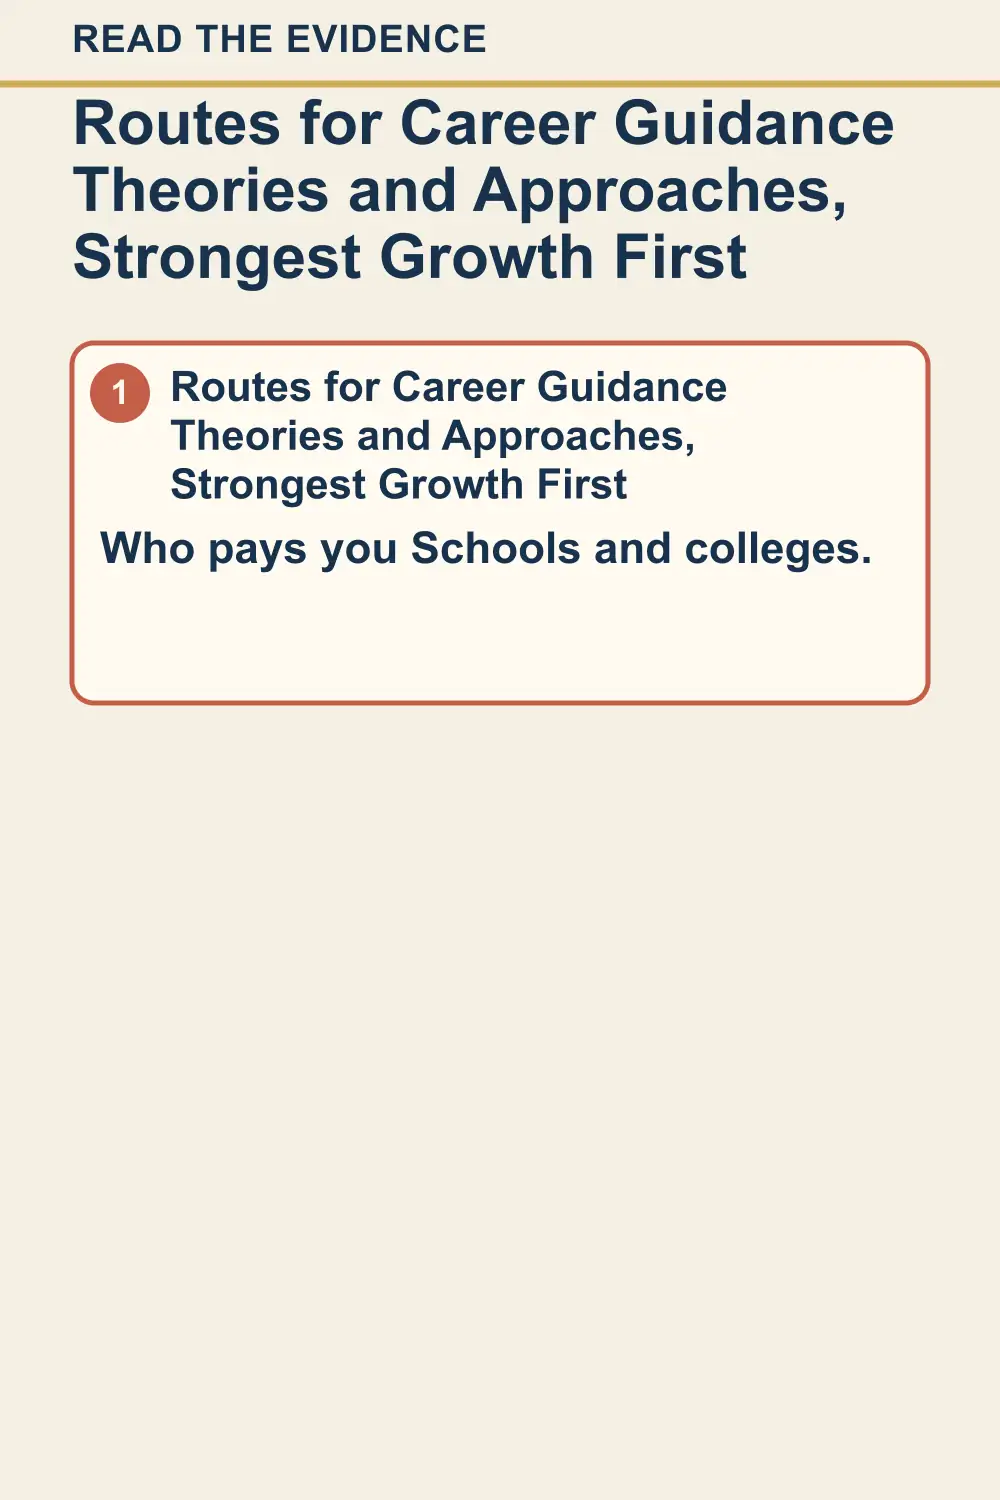 READ THE EVIDENCE
Routes for Career Guidance
Theories and Approaches,
Strongest Growth First
1
Routes for Career Guidance
Theories and Approaches,
Strongest Growth First
Who pays you Schools and colleges.